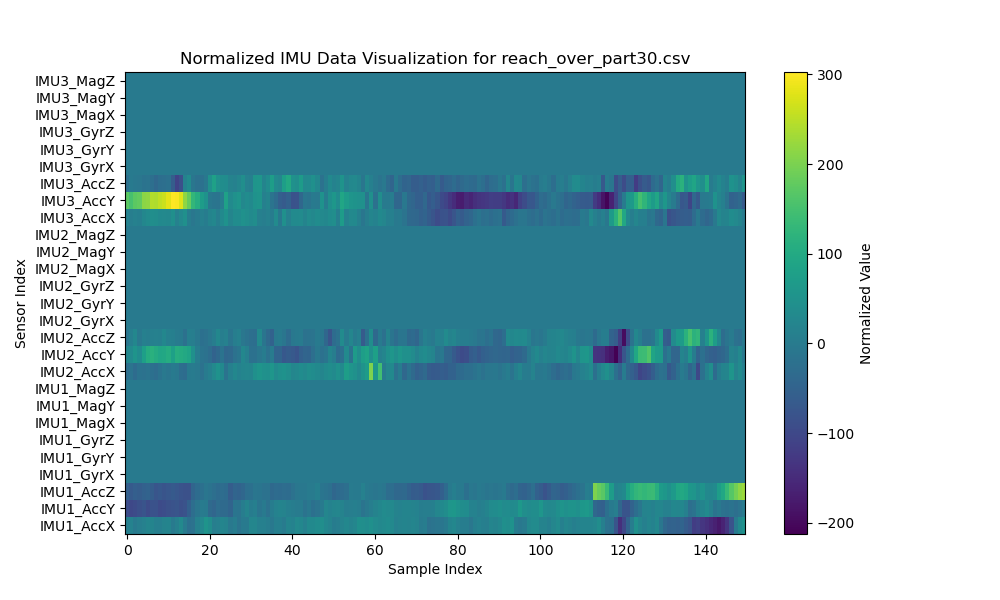 Normalized IMU Data Visualization for reach_over_part30.csv
Sensor Index
IMU3_MagZ
IMU3_MagY
IMU3_MagX
IMU3_GyrZ
IMU3_GyrY
IMU3_GyrX
IMU3_AccZ
IMU3_AccY
IMU3_AccX
IMU2_MagZ
IMU2_MagY
IMU2_MagX
IMU2_GyrZ
IMU2_GyrY
IMU2_GyrX
IMU2_AccZ
IMU2_AccY
IMU2_AccX
IMU1_MagZ
IMU1_MagY
IMU1_MagX
IMU1_GyrZ
IMU1_GyrY
IMU1_GyrX
IMU1_AccZ
IMU1_AccY
IMU1_AccX
0 20 40 60 80 100 120 140
Sample Index
300
200
100
0
−100
−200
Normalized Value